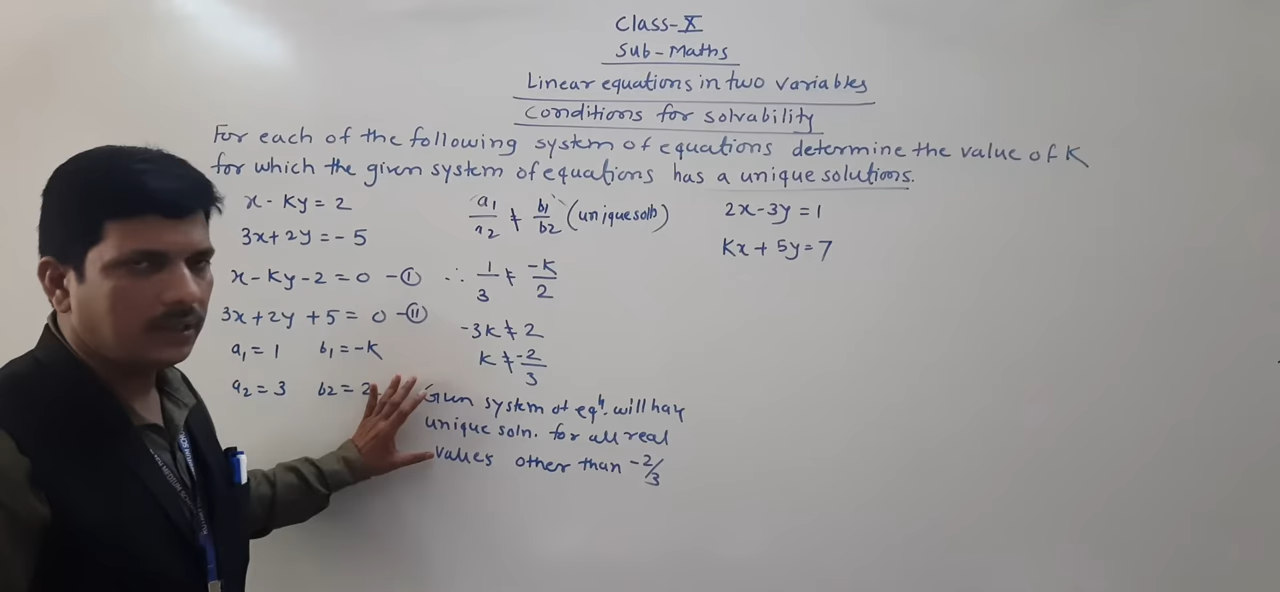 Class-X
Sub-Maths
Linear equations in two variables
Conditions for solvability
For each of the following system of equations determine the value of K
for which the given system of equations has a unique solutions.
x - Ky = 2
3x + 2y = - 5
x - Ky - 2 = 0 - (I)
3x + 2y + 5 = 0 - (II)
a1 = 1 b1 = - K
a2 = 3 b2 = 2
a1/a2 ≠ b1/b2 (unique soln)
∴ 1/3 ≠ -K/2
-3K ≠ 2
K ≠ -2/3
Given system of eqn. will have
unique soln. for all real
values other than -2/3
2x - 3y = 1
Kx + 5y = 7